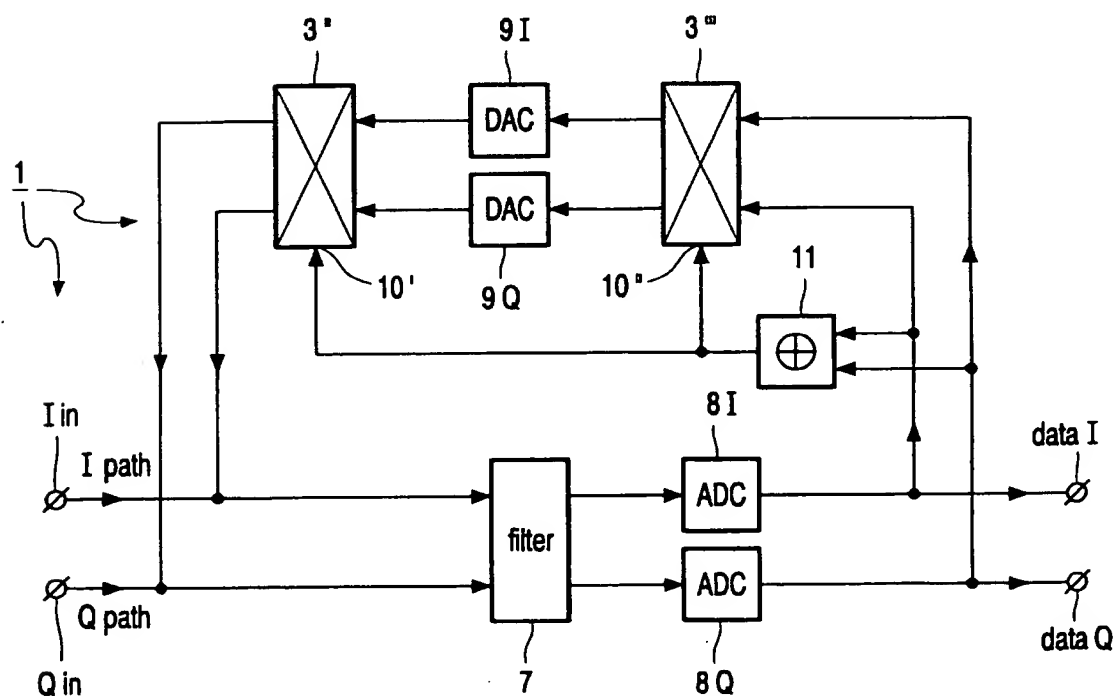 3"
9I
3"'
DAC
1
DAC
10'
9Q
10"
11
I in
I path
8I
data I
ADC
filter
ADC
Q path
Q in
7
8Q
data Q